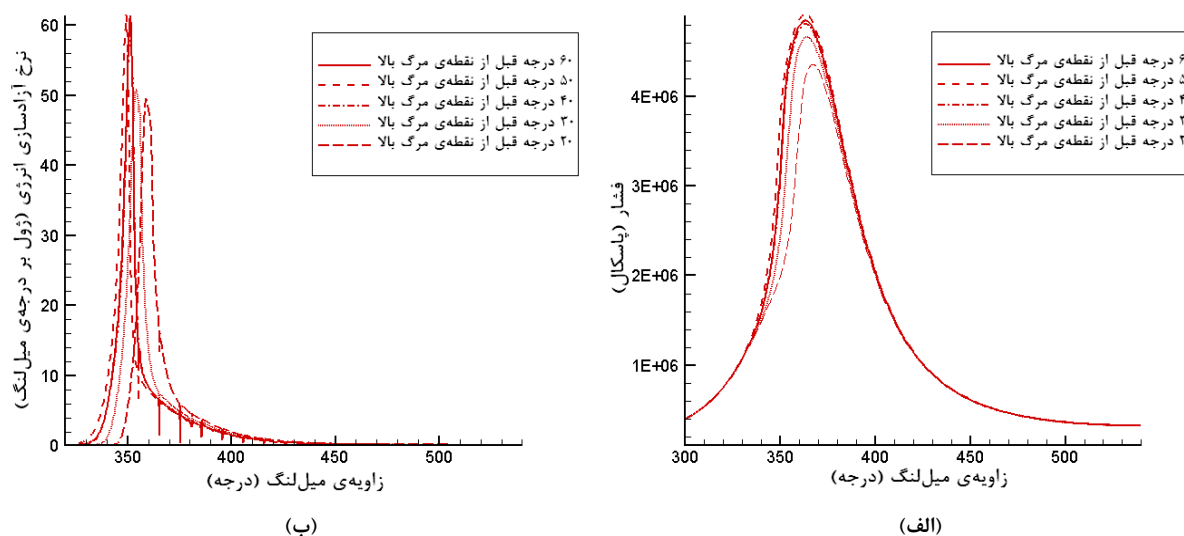 ۶۰ درجه قبل از نقطه‌ی مرگ بالا
۵۰ درجه قبل از نقطه‌ی مرگ بالا
۴۰ درجه قبل از نقطه‌ی مرگ بالا
۳۰ درجه قبل از نقطه‌ی مرگ بالا
۲۰ درجه قبل از نقطه‌ی مرگ بالا
4E+06
3E+06
2E+06
1E+06
فشار (پاسکال)
300 350 400 450 500
زاویه‌ی میل‌لنگ (درجه)
(الف)
۶۰ درجه قبل از نقطه‌ی مرگ بالا
۵۰ درجه قبل از نقطه‌ی مرگ بالا
۴۰ درجه قبل از نقطه‌ی مرگ بالا
۳۰ درجه قبل از نقطه‌ی مرگ بالا
۲۰ درجه قبل از نقطه‌ی مرگ بالا
60
50
40
30
20
10
0
نرخ آزادسازی انرژی (ژول بر درجه‌ی میل‌لنگ)
350 400 450 500
زاویه‌ی میل‌لنگ (درجه)
(ب)